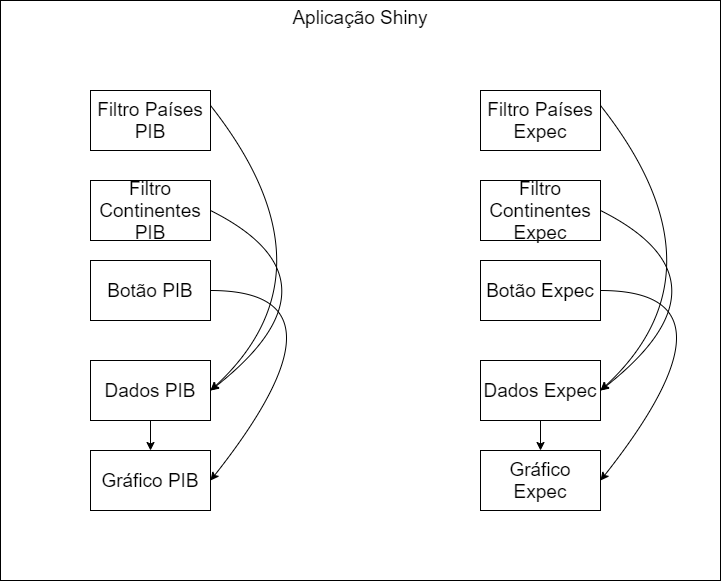 Aplicação Shiny
Filtro Países
PIB
Filtro
Continentes
PIB
Botão PIB
Dados PIB
Gráfico PIB
Filtro Países
Expec
Filtro
Continentes
Expec
Botão Expec
Dados Expec
Gráfico
Expec